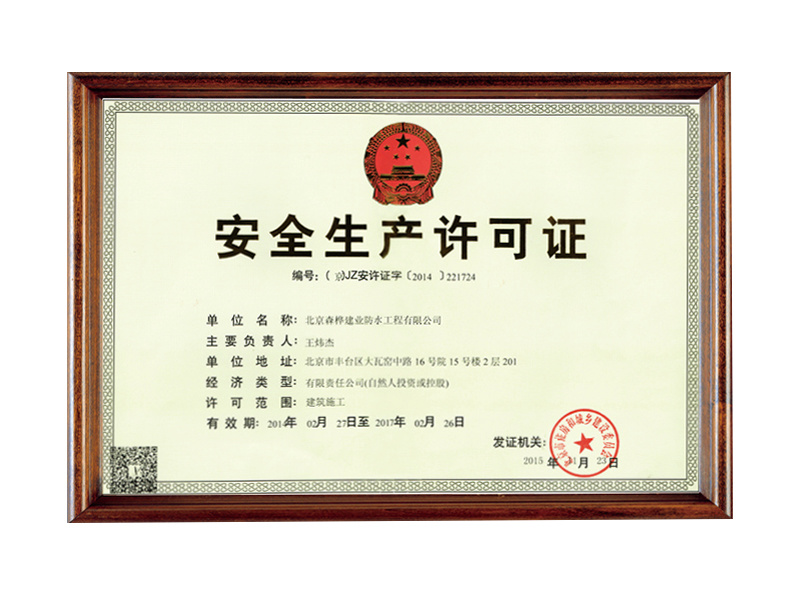 安全生产许可证
编号:(京)JZ安许证字〔2014 〕221724
单位名称: 北京森桦建业防水工程有限公司
主要负责人: 王炜杰
单位地址: 北京市丰台区大瓦窑中路 16 号院 15 号楼 2 层 201
经济类型: 有限责任公司(自然人投资或控股)
许可范围: 建筑施工
有效期: 2014年 02月 27日至 2017年 02月 26日
发证机关:
2015 年 月 23日